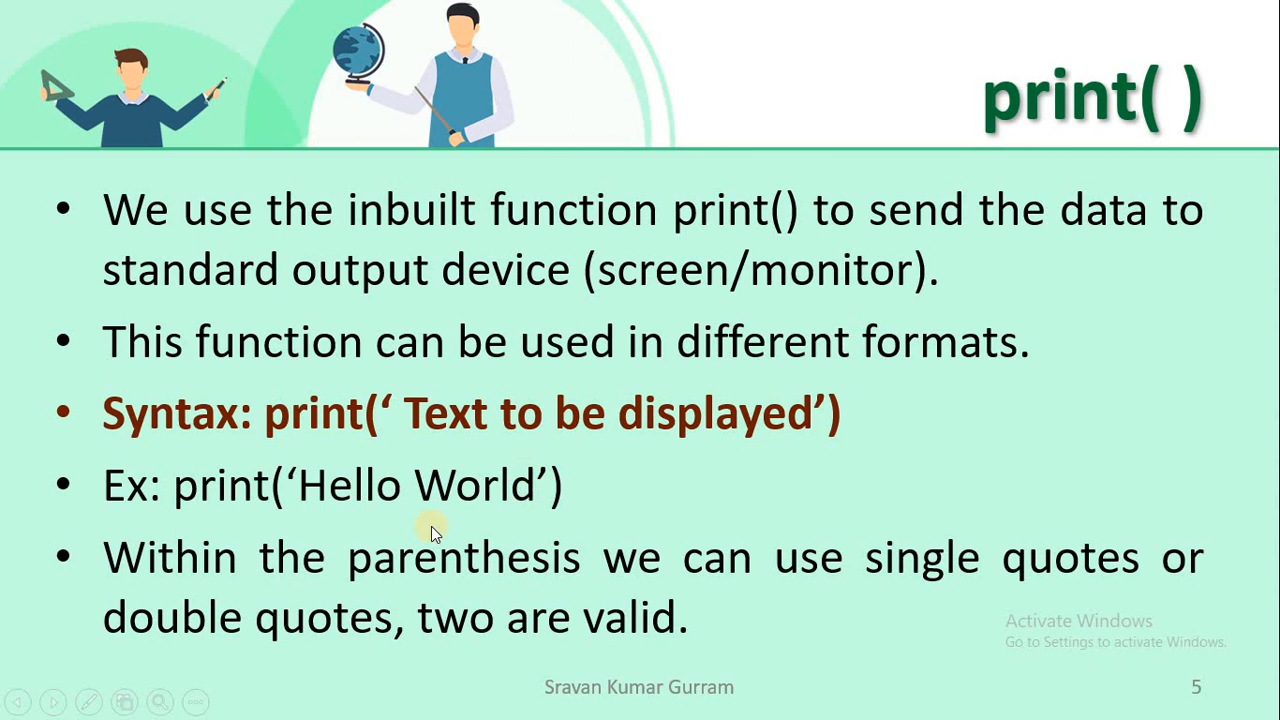 print( )
• We use the inbuilt function print() to send the data to
standard output device (screen/monitor).
• This function can be used in different formats.
• Syntax: print(‘ Text to be displayed’)
• Ex: print(‘Hello World’)
• Within the parenthesis we can use single quotes or
double quotes, two are valid.
Activate Windows
Go to Settings to activate Windows.
Sravan Kumar Gurram
5